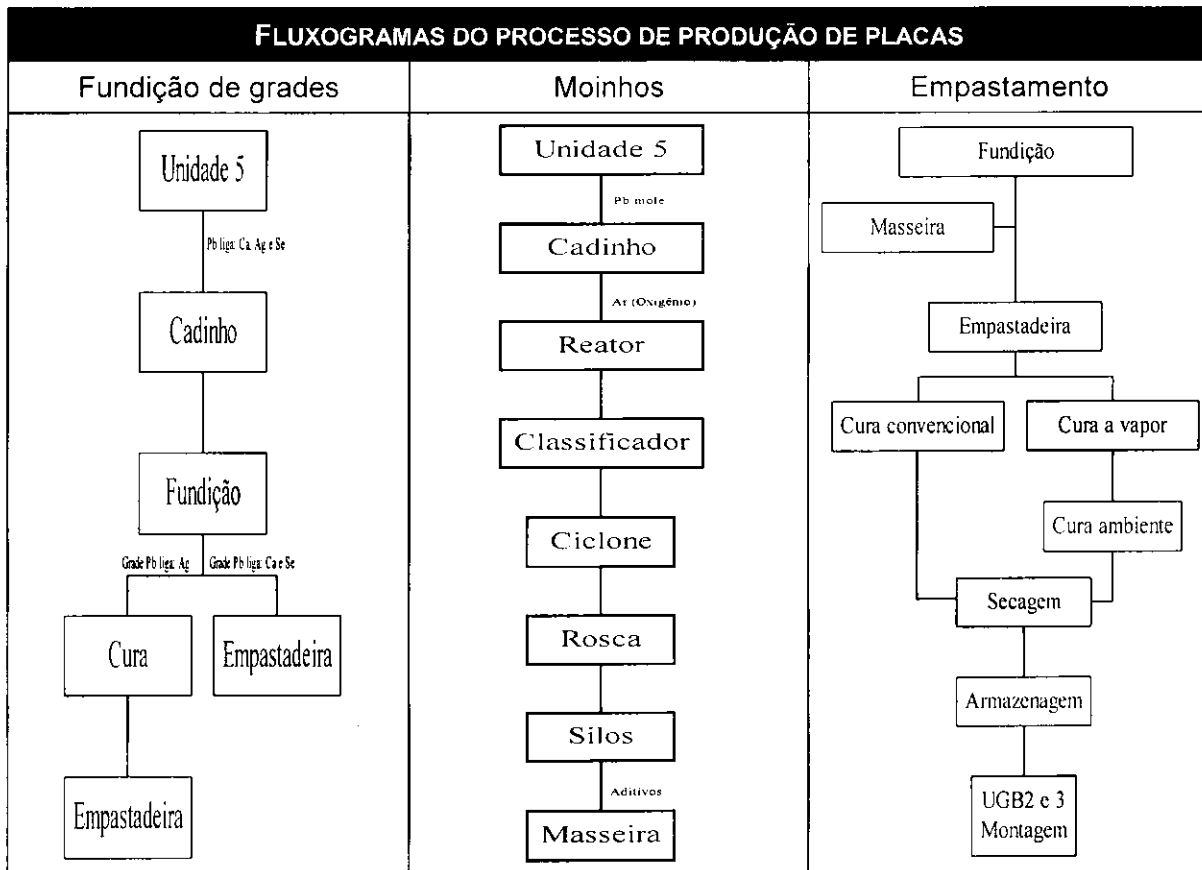 FLUXOGRAMAS DO PROCESSO DE PRODUÇÃO DE PLACAS
Fundição de grades
Unidade 5
Pb liga: Ca, Ag e Se
Cadinho
Fundição
Grade Pb liga: Ag
Grade Pb liga: Ca e Se
Cura
Empastadeira
Empastadeira
Moinhos
Unidade 5
Pb mole
Cadinho
Ar (Oxigênio)
Reator
Classificador
Ciclone
Rosca
Silos
Aditivos
Masseira
Empastamento
Fundição
Masseira
Empastadeira
Cura convencional
Cura a vapor
Cura ambiente
Secagem
Armazenagem
UGB2 e 3
Montagem